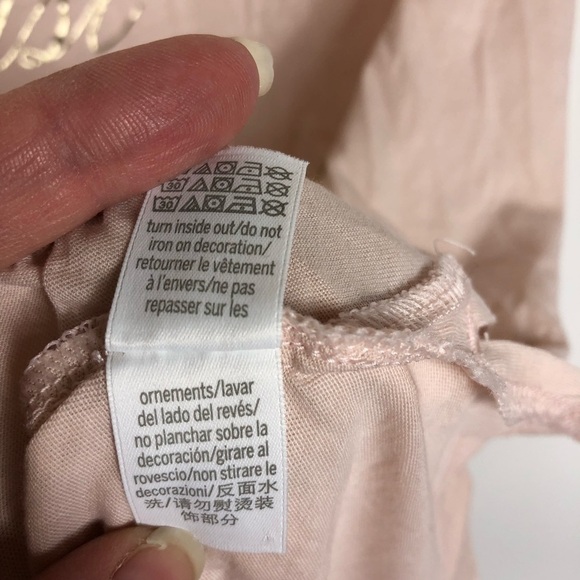 30
30
turn inside out/do not
iron on decoration/
retourner le vêtement
à l'envers/ne pas
repasser sur les
ornements/lavar
del lado del revés/
no planchar sobre la
decoración/girare al
rovescio/non stirare le
decorazioni/反面水
洗/请勿熨烫装
饰部分